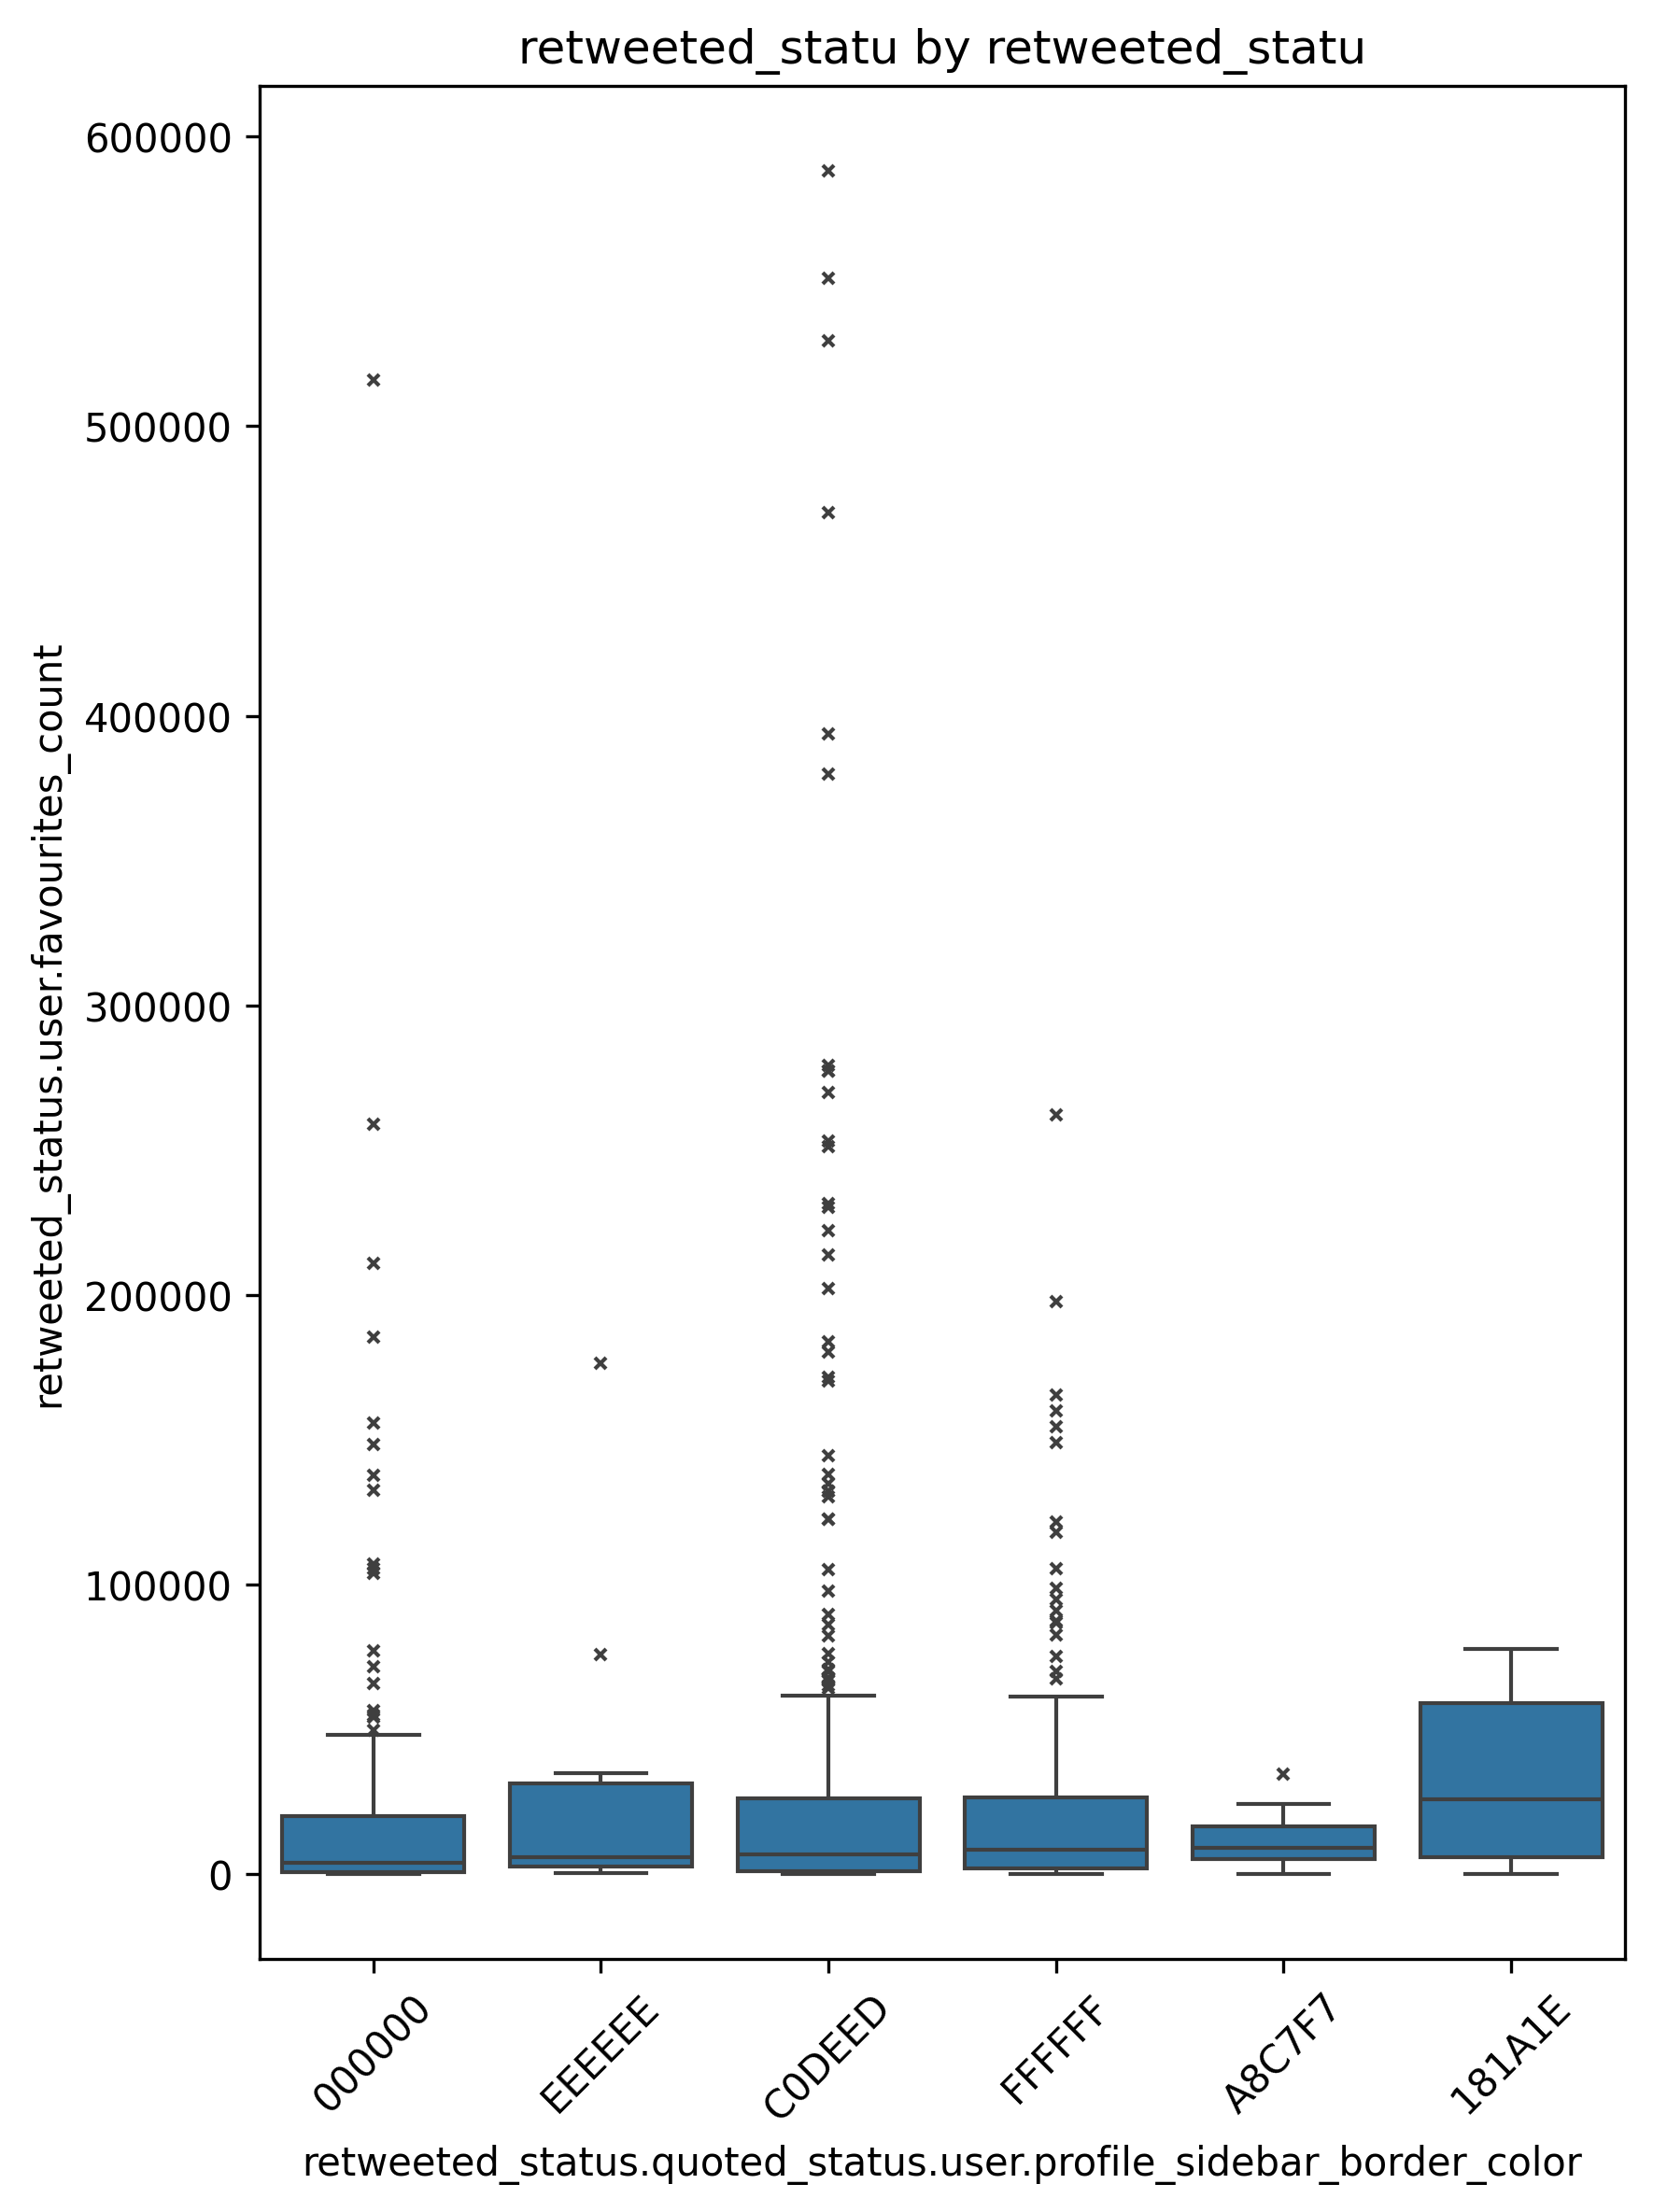 retweeted_statu by retweeted_statu
600000
500000
400000
300000
200000
100000
0
retweeted_status.user.favourites_count
000000
EEEEEE
C0DEED
FFFFFF
A8C7F7
181A1E
retweeted_status.quoted_status.user.profile_sidebar_border_color